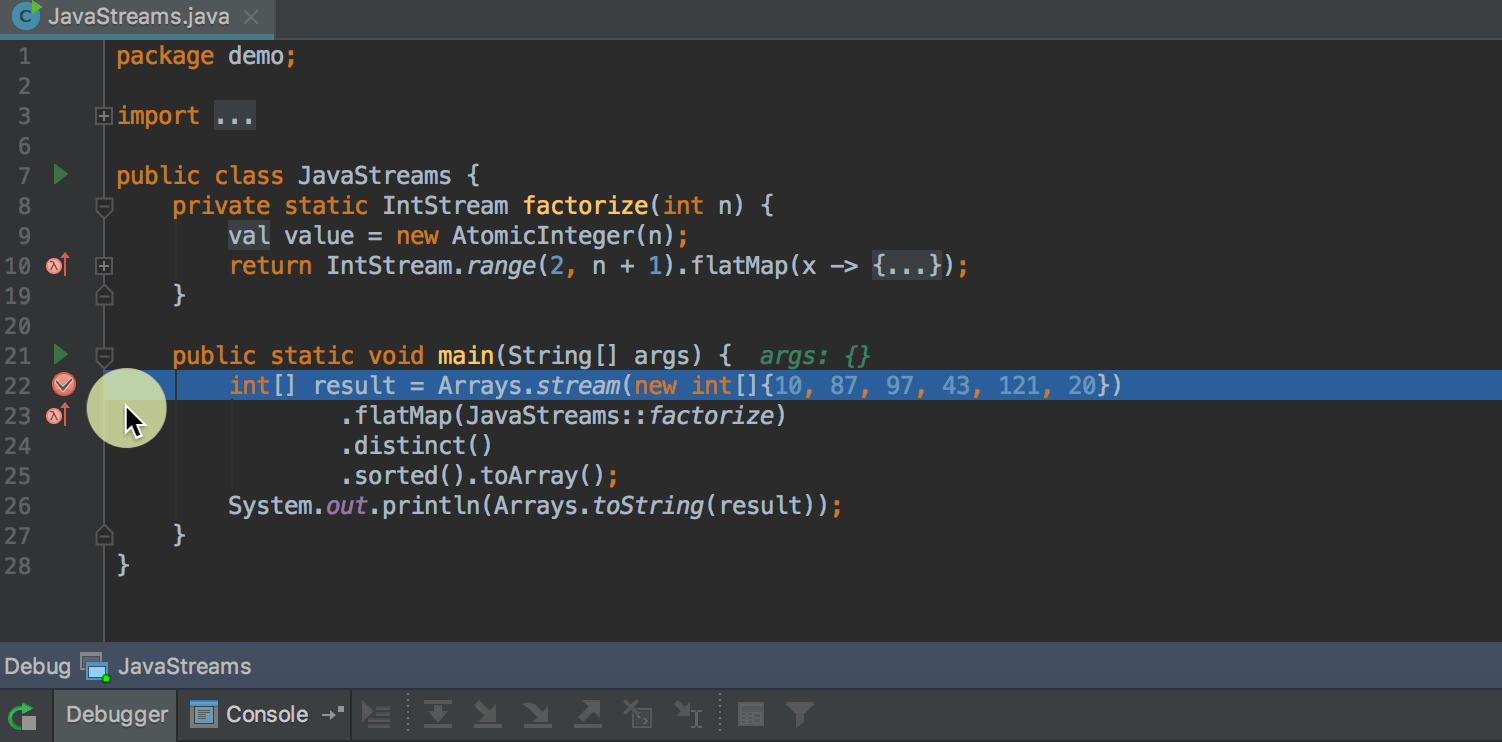 JavaStreams.java
1 package demo;
2
3 import ...
6
7 public class JavaStreams {
8 private static IntStream factorize(int n) {
9 val value = new AtomicInteger(n);
10 return IntStream.range(2, n + 1).flatMap(x -> {...});
19 }
20
21 public static void main(String[] args) { args: {}
22 int[] result = Arrays.stream(new int[]{10, 87, 97, 43, 121, 20})
23 .flatMap(JavaStreams::factorize)
24 .distinct()
25 .sorted().toArray();
26 System.out.println(Arrays.toString(result));
27 }
28 }
Debug JavaStreams
Debugger Console